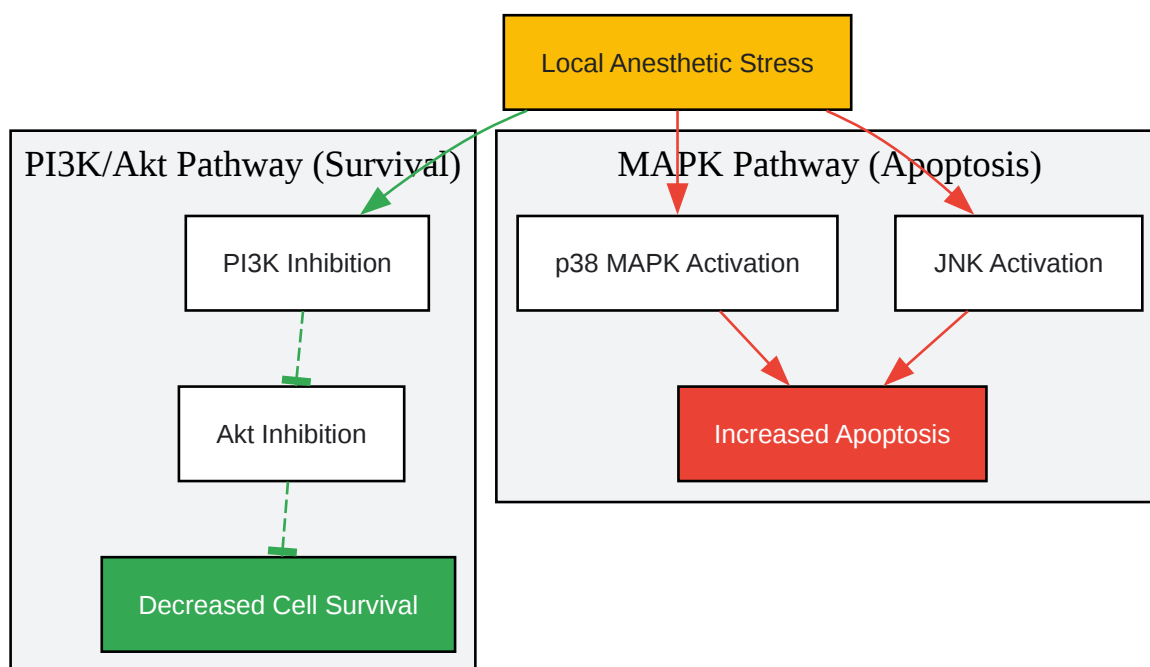 Local Anesthetic Stress
PI3K/Akt Pathway (Survival)
PI3K Inhibition
Akt Inhibition
Decreased Cell Survival
MAPK Pathway (Apoptosis)
p38 MAPK Activation
JNK Activation
Increased Apoptosis